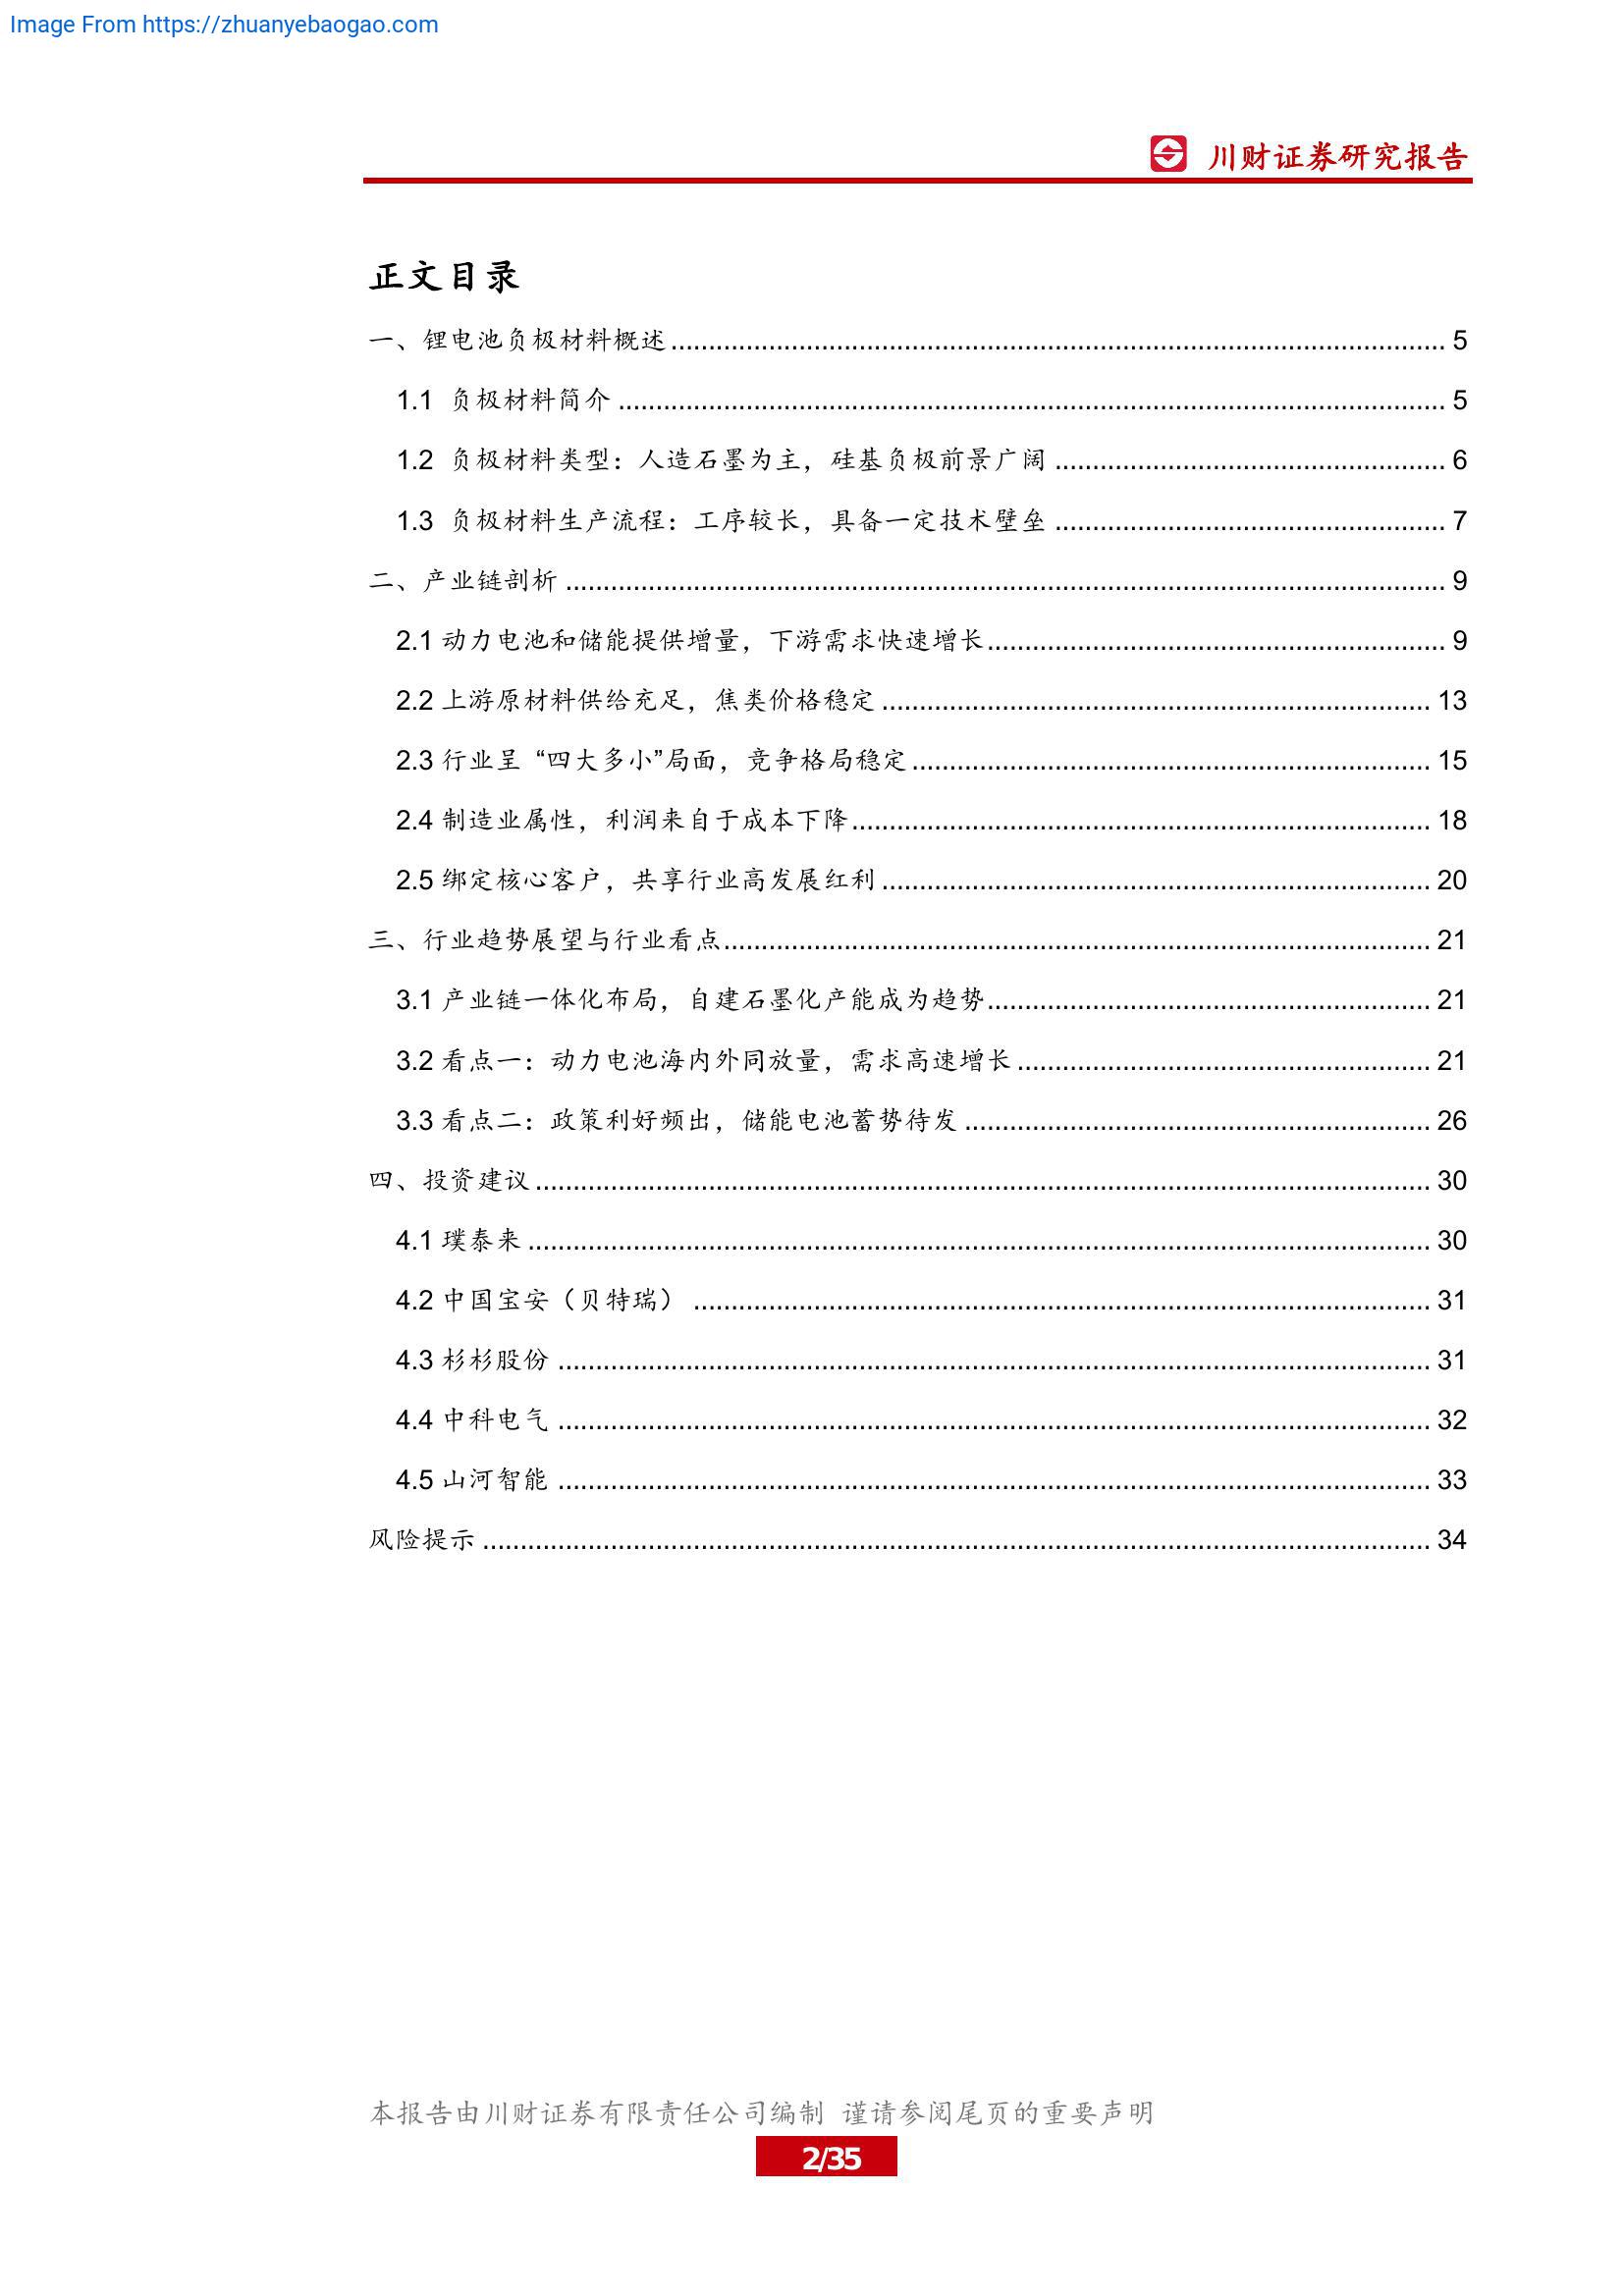 Image From https://zhuanyebaogao.com
川财证券研究报告
正文目录
一、锂电池负极材料概述 5
1.1 负极材料简介 5
1.2 负极材料类型：人造石墨为主，硅基负极前景广阔 6
1.3 负极材料生产流程：工序较长，具备一定技术壁垒 7
二、产业链剖析 9
2.1 动力电池和储能提供增量，下游需求快速增长 9
2.2 上游原材料供给充足，焦类价格稳定 13
2.3 行业呈 “四大多小”局面，竞争格局稳定 15
2.4 制造业属性，利润来自于成本下降 18
2.5 绑定核心客户，共享行业高发展红利 20
三、行业趋势展望与行业看点 21
3.1 产业链一体化布局，自建石墨化产能成为趋势 21
3.2 看点一：动力电池海内外同放量，需求高速增长 21
3.3 看点二：政策利好频出，储能电池蓄势待发 26
四、投资建议 30
4.1 璞泰来 30
4.2 中国宝安（贝特瑞） 31
4.3 杉杉股份 31
4.4 中科电气 32
4.5 山河智能 33
风险提示 34
本报告由川财证券有限责任公司编制 谨请参阅尾页的重要声明
2/35